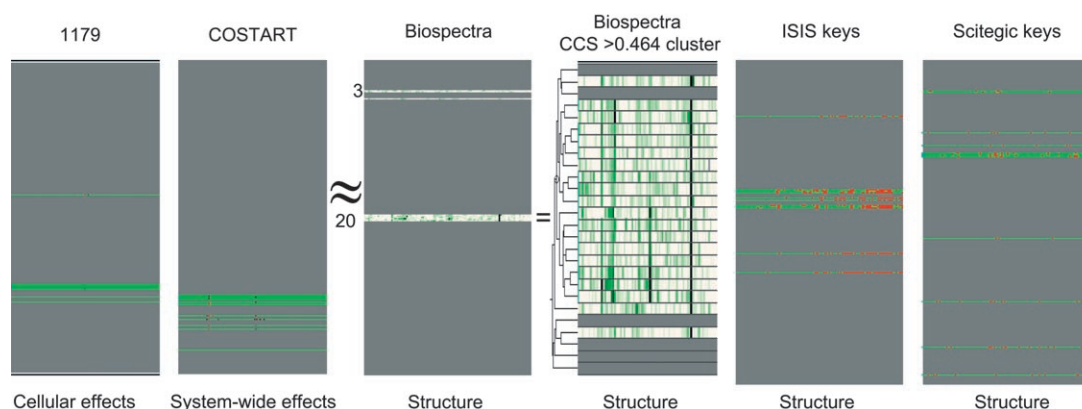 1179
COSTART
Biospectra
Biospectra
CCS >0.464 cluster
ISIS keys
Scitegic keys
3
≈
20
=
Cellular effects
System-wide effects
Structure
Structure
Structure
Structure